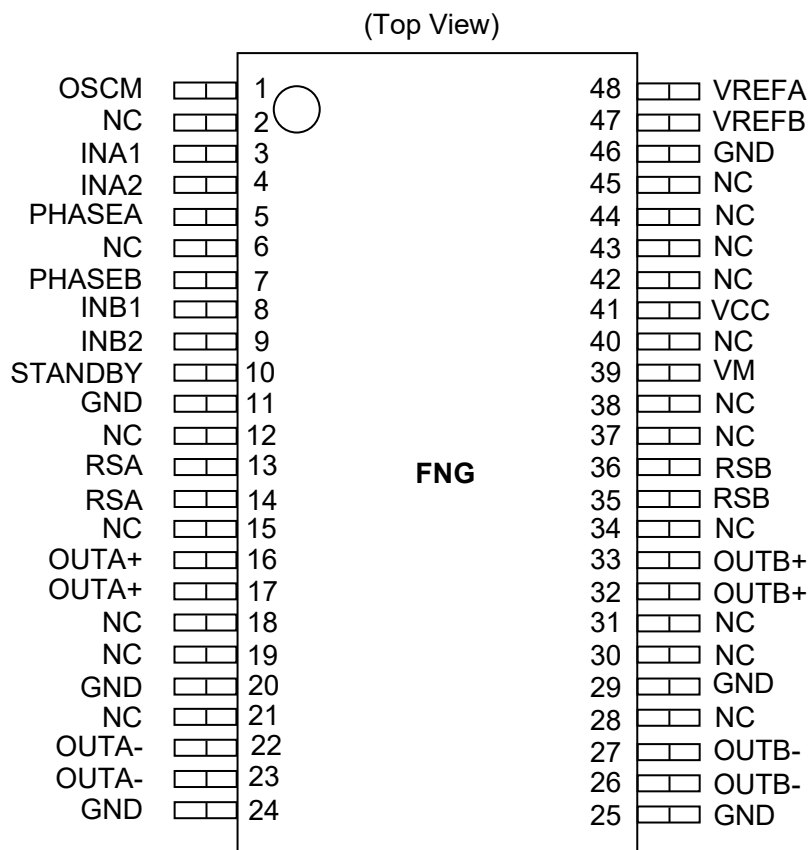 (Top View)
OSCM 1 48 VREFA
NC 2 47 VREFB
INA1 3 46 GND
INA2 4 45 NC
PHASEA 5 44 NC
NC 6 43 NC
PHASEB 7 42 NC
INB1 8 41 VCC
INB2 9 40 NC
STANDBY 10 39 VM
GND 11 38 NC
NC 12 37 NC
RSA 13 FNG 36 RSB
RSA 14 35 RSB
NC 15 34 NC
OUTA+ 16 33 OUTB+
OUTA+ 17 32 OUTB+
NC 18 31 NC
NC 19 30 NC
GND 20 29 GND
NC 21 28 NC
OUTA- 22 27 OUTB-
OUTA- 23 26 OUTB-
GND 24 25 GND